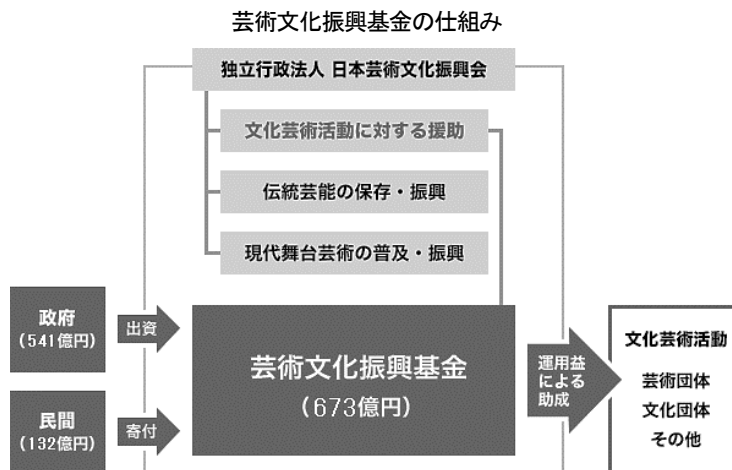 芸術文化振興基金の仕組み
独立行政法人 日本芸術文化振興会
文化芸術活動に対する援助
伝統芸能の保存・振興
現代舞台芸術の普及・振興
政府
（541億円）
出資
民間
（132億円）
寄付
芸術文化振興基金
（673億円）
運用益
による
助成
文化芸術活動
芸術団体
文化団体
その他